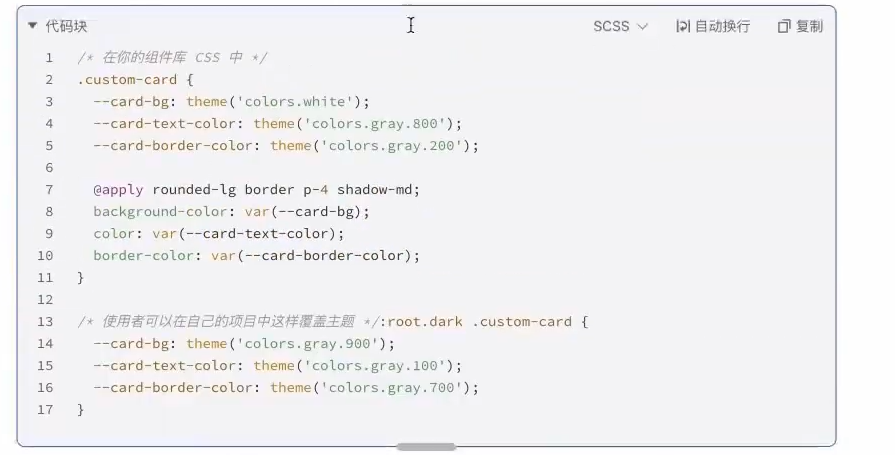 代码块
SCSS 自动换行 复制
1 /* 在你的组件库 CSS 中 */
2 .custom-card {
3   --card-bg: theme('colors.white');
4   --card-text-color: theme('colors.gray.800');
5   --card-border-color: theme('colors.gray.200');
6
7   @apply rounded-lg border p-4 shadow-md;
8   background-color: var(--card-bg);
9   color: var(--card-text-color);
10   border-color: var(--card-border-color);
11 }
12
13 /* 使用者可以在自己的项目中这样覆盖主题 */:root.dark .custom-card {
14   --card-bg: theme('colors.gray.900');
15   --card-text-color: theme('colors.gray.100');
16   --card-border-color: theme('colors.gray.700');
17 }